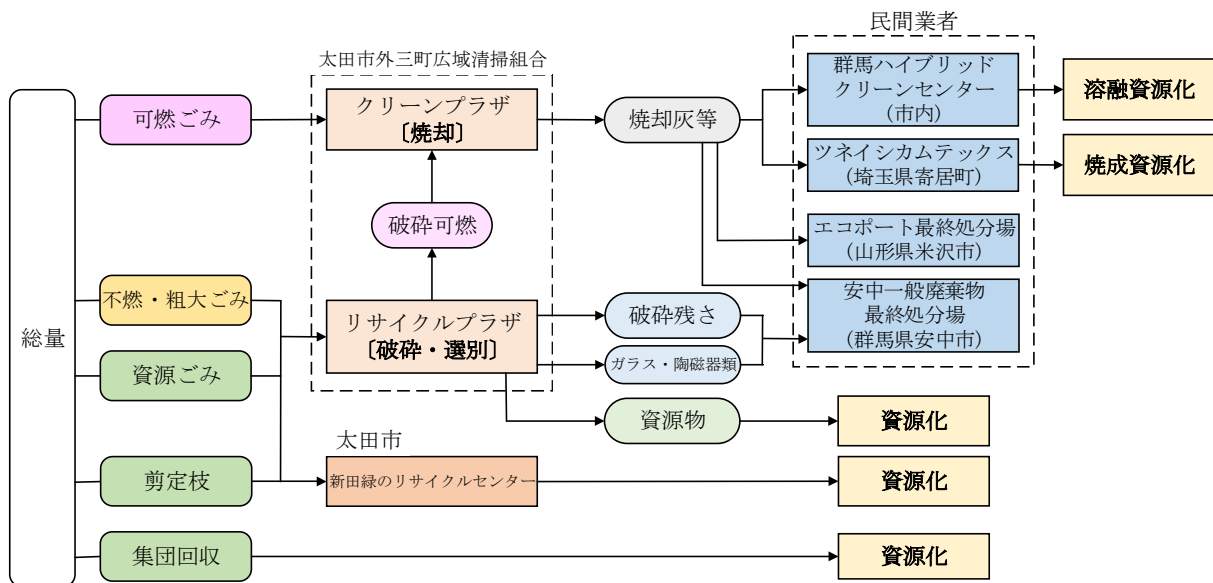 民間業者
太田市外三町広域清掃組合
総量
可燃ごみ
クリーンプラザ
〔焼却〕
焼却灰等
群馬ハイブリッド
クリーンセンター
(市内)
溶融資源化
ツネイシカムテックス
(埼玉県寄居町)
焼成資源化
破砕可燃
エコポート最終処分場
(山形県米沢市)
不燃・粗大ごみ
リサイクルプラザ
〔破砕・選別〕
破砕残さ
安中一般廃棄物
最終処分場
(群馬県安中市)
資源ごみ
ガラス・陶磁器類
資源物
資源化
太田市
剪定枝
新田緑のリサイクルセンター
資源化
集団回収
資源化